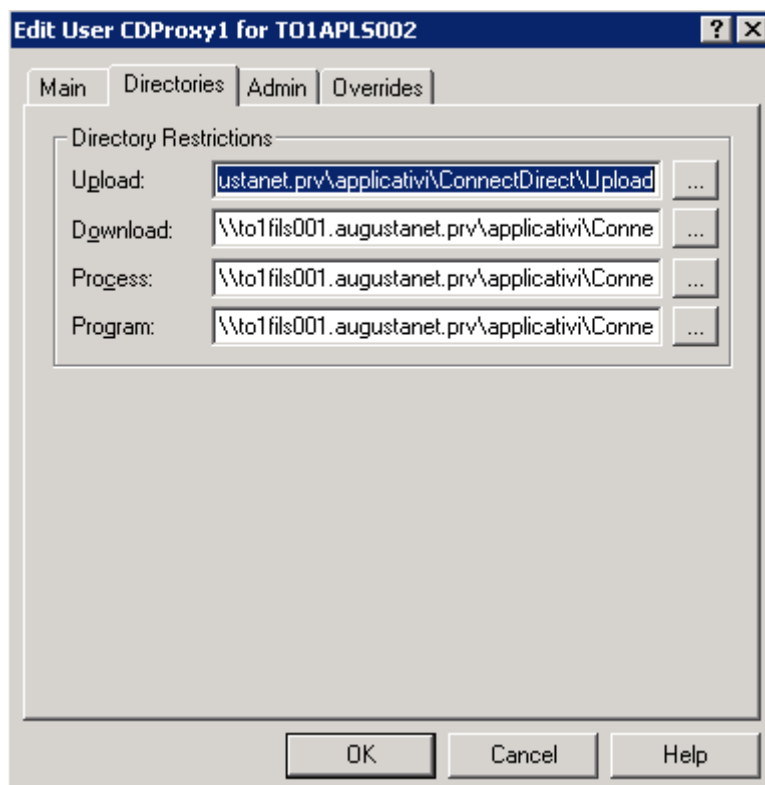 Edit User CDProxy1 for TO1APLS002
Main Directories Admin Overrides
Directory Restrictions
Upload: ustanet.prv\applicativi\ConnectDirect\Upload ...
Download: \\to1fils001.augustanet.prv\applicativi\Conne ...
Process: \\to1fils001.augustanet.prv\applicativi\Conne ...
Program: \\to1fils001.augustanet.prv\applicativi\Conne ...
OK Cancel Help